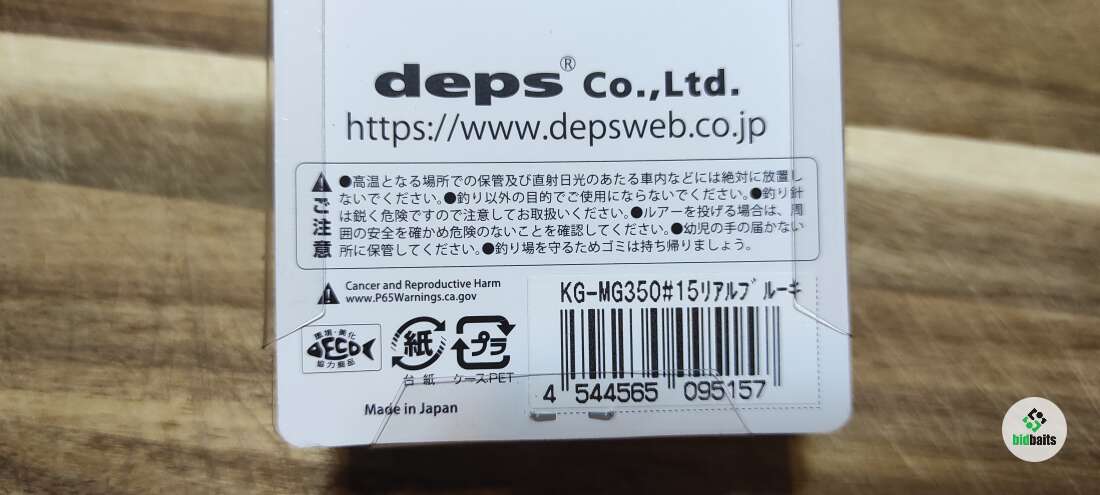 deps® Co.,Ltd.
https://www.depsweb.co.jp
⚠ご注意
●高温となる場所での保管及び直射日光のあたる車内などには絶対に放置し
ないでください。●釣り以外の目的でご使用にならないでください。●釣り針
は鋭く危険ですので注意してお取扱いください。●ルアーを投げる場合は、周
囲の安全を確かめ危険のないことを確認してください。●幼児の手の届かない
所に保管してください。●釣り場を守るためゴミは持ち帰りましょう。
⚠ Cancer and Reproductive Harm
www.P65Warnings.ca.gov
KG-MG350#15リアルブルーキ
環境・美化
ECO
協力商品
紙
台紙
プラ
ケース:PET
4 544565 095157
Made in Japan
bidbaits